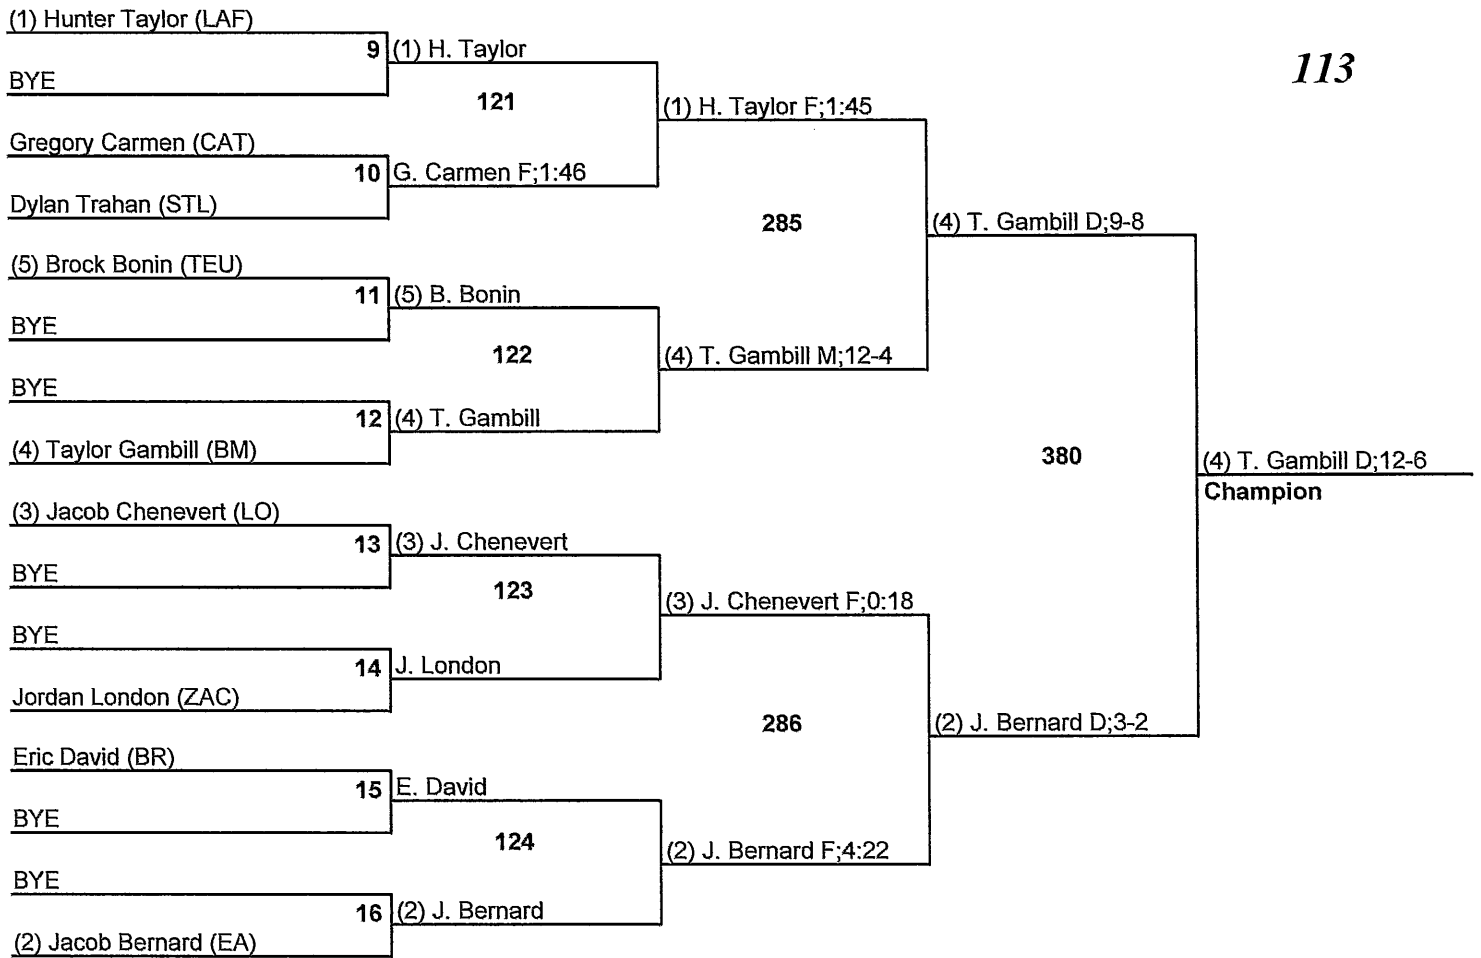 (1) Hunter Taylor (LAF)
9 (1) H. Taylor
113
BYE
121
(1) H. Taylor F;1:45
Gregory Carmen (CAT)
10 G. Carmen F;1:46
Dylan Trahan (STL)
285
(4) T. Gambill D;9-8
(5) Brock Bonin (TEU)
11 (5) B. Bonin
BYE
122
(4) T. Gambill M;12-4
BYE
12 (4) T. Gambill
(4) Taylor Gambill (BM)
380
(4) T. Gambill D;12-6
Champion
(3) Jacob Chenevert (LO)
13 (3) J. Chenevert
BYE
123
(3) J. Chenevert F;0:18
BYE
14 J. London
Jordan London (ZAC)
286
(2) J. Bernard D;3-2
Eric David (BR)
15 E. David
BYE
124
(2) J. Bernard F;4:22
BYE
16 (2) J. Bernard
(2) Jacob Bernard (EA)